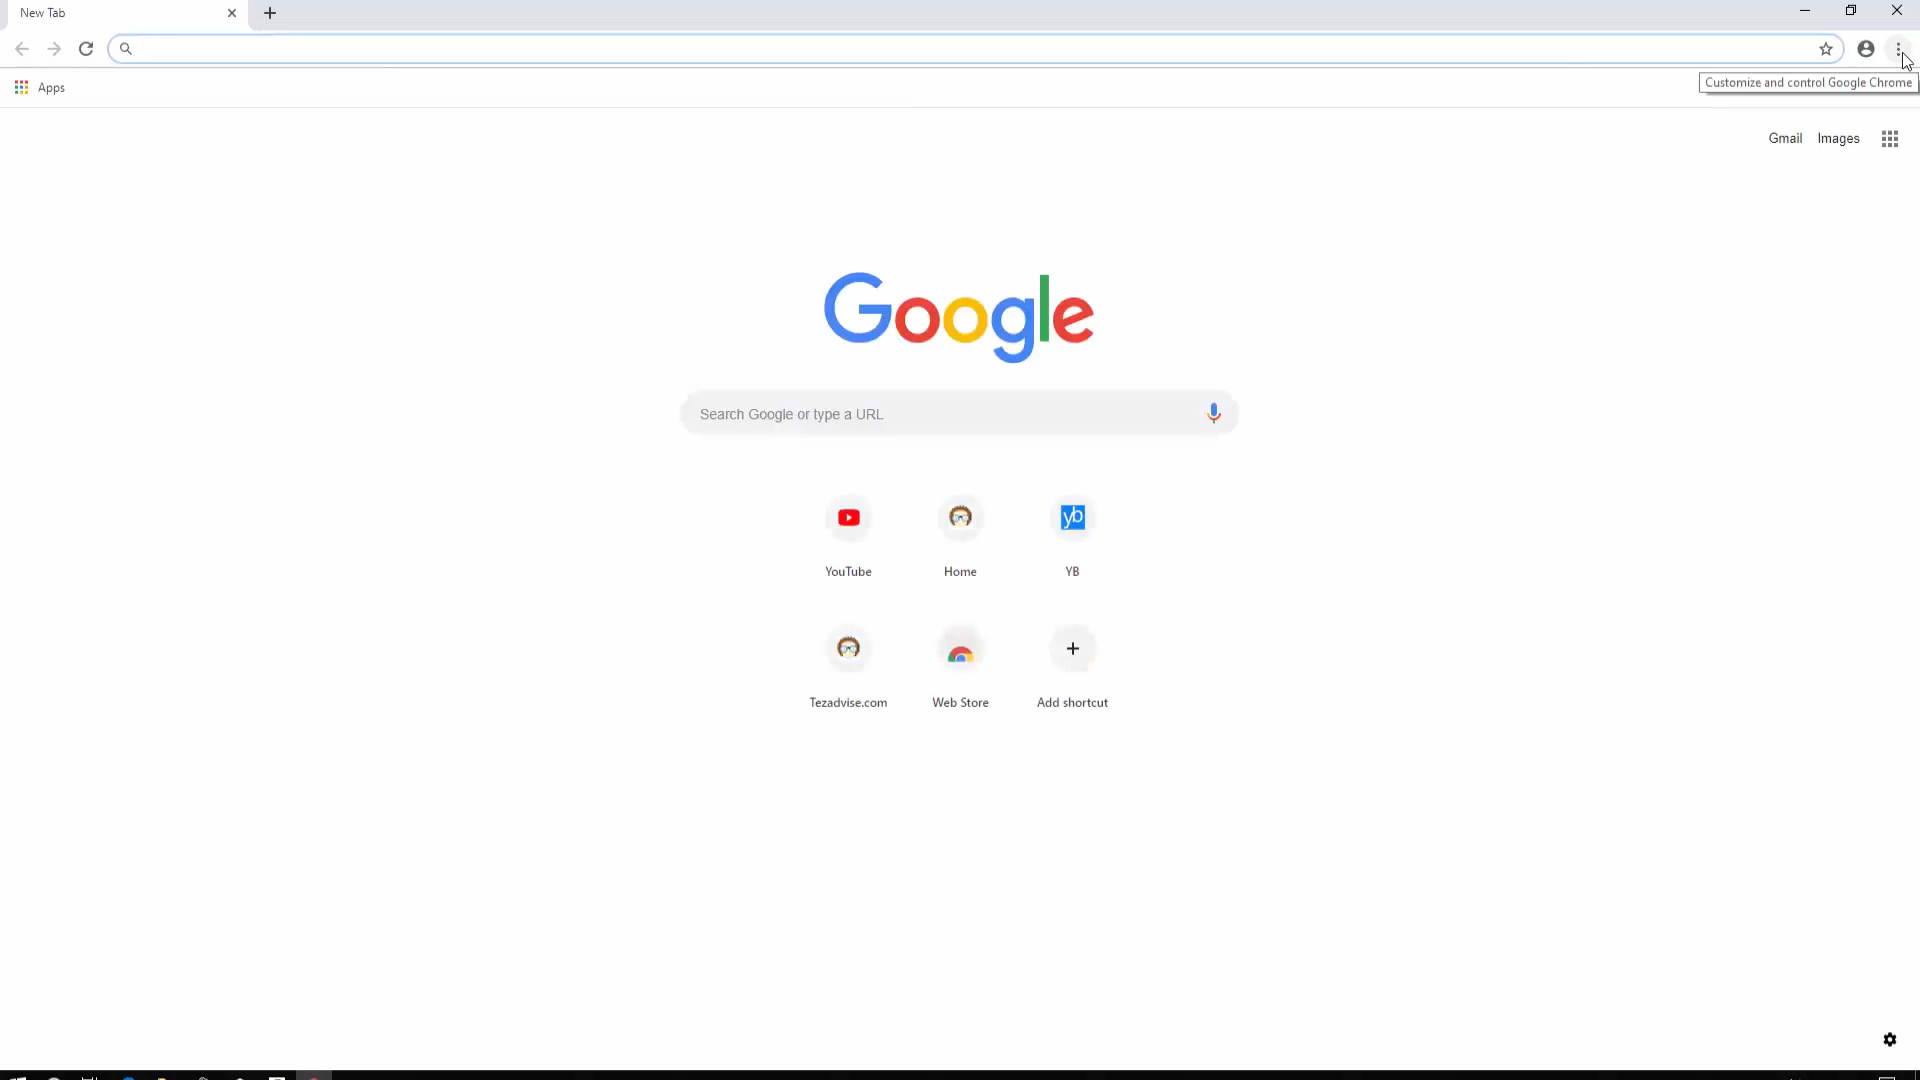 New Tab
Apps
Customize and control Google Chrome
Gmail Images
Google
Search Google or type a URL
yb
YouTube Home YB
Tezadvise.com Web Store Add shortcut